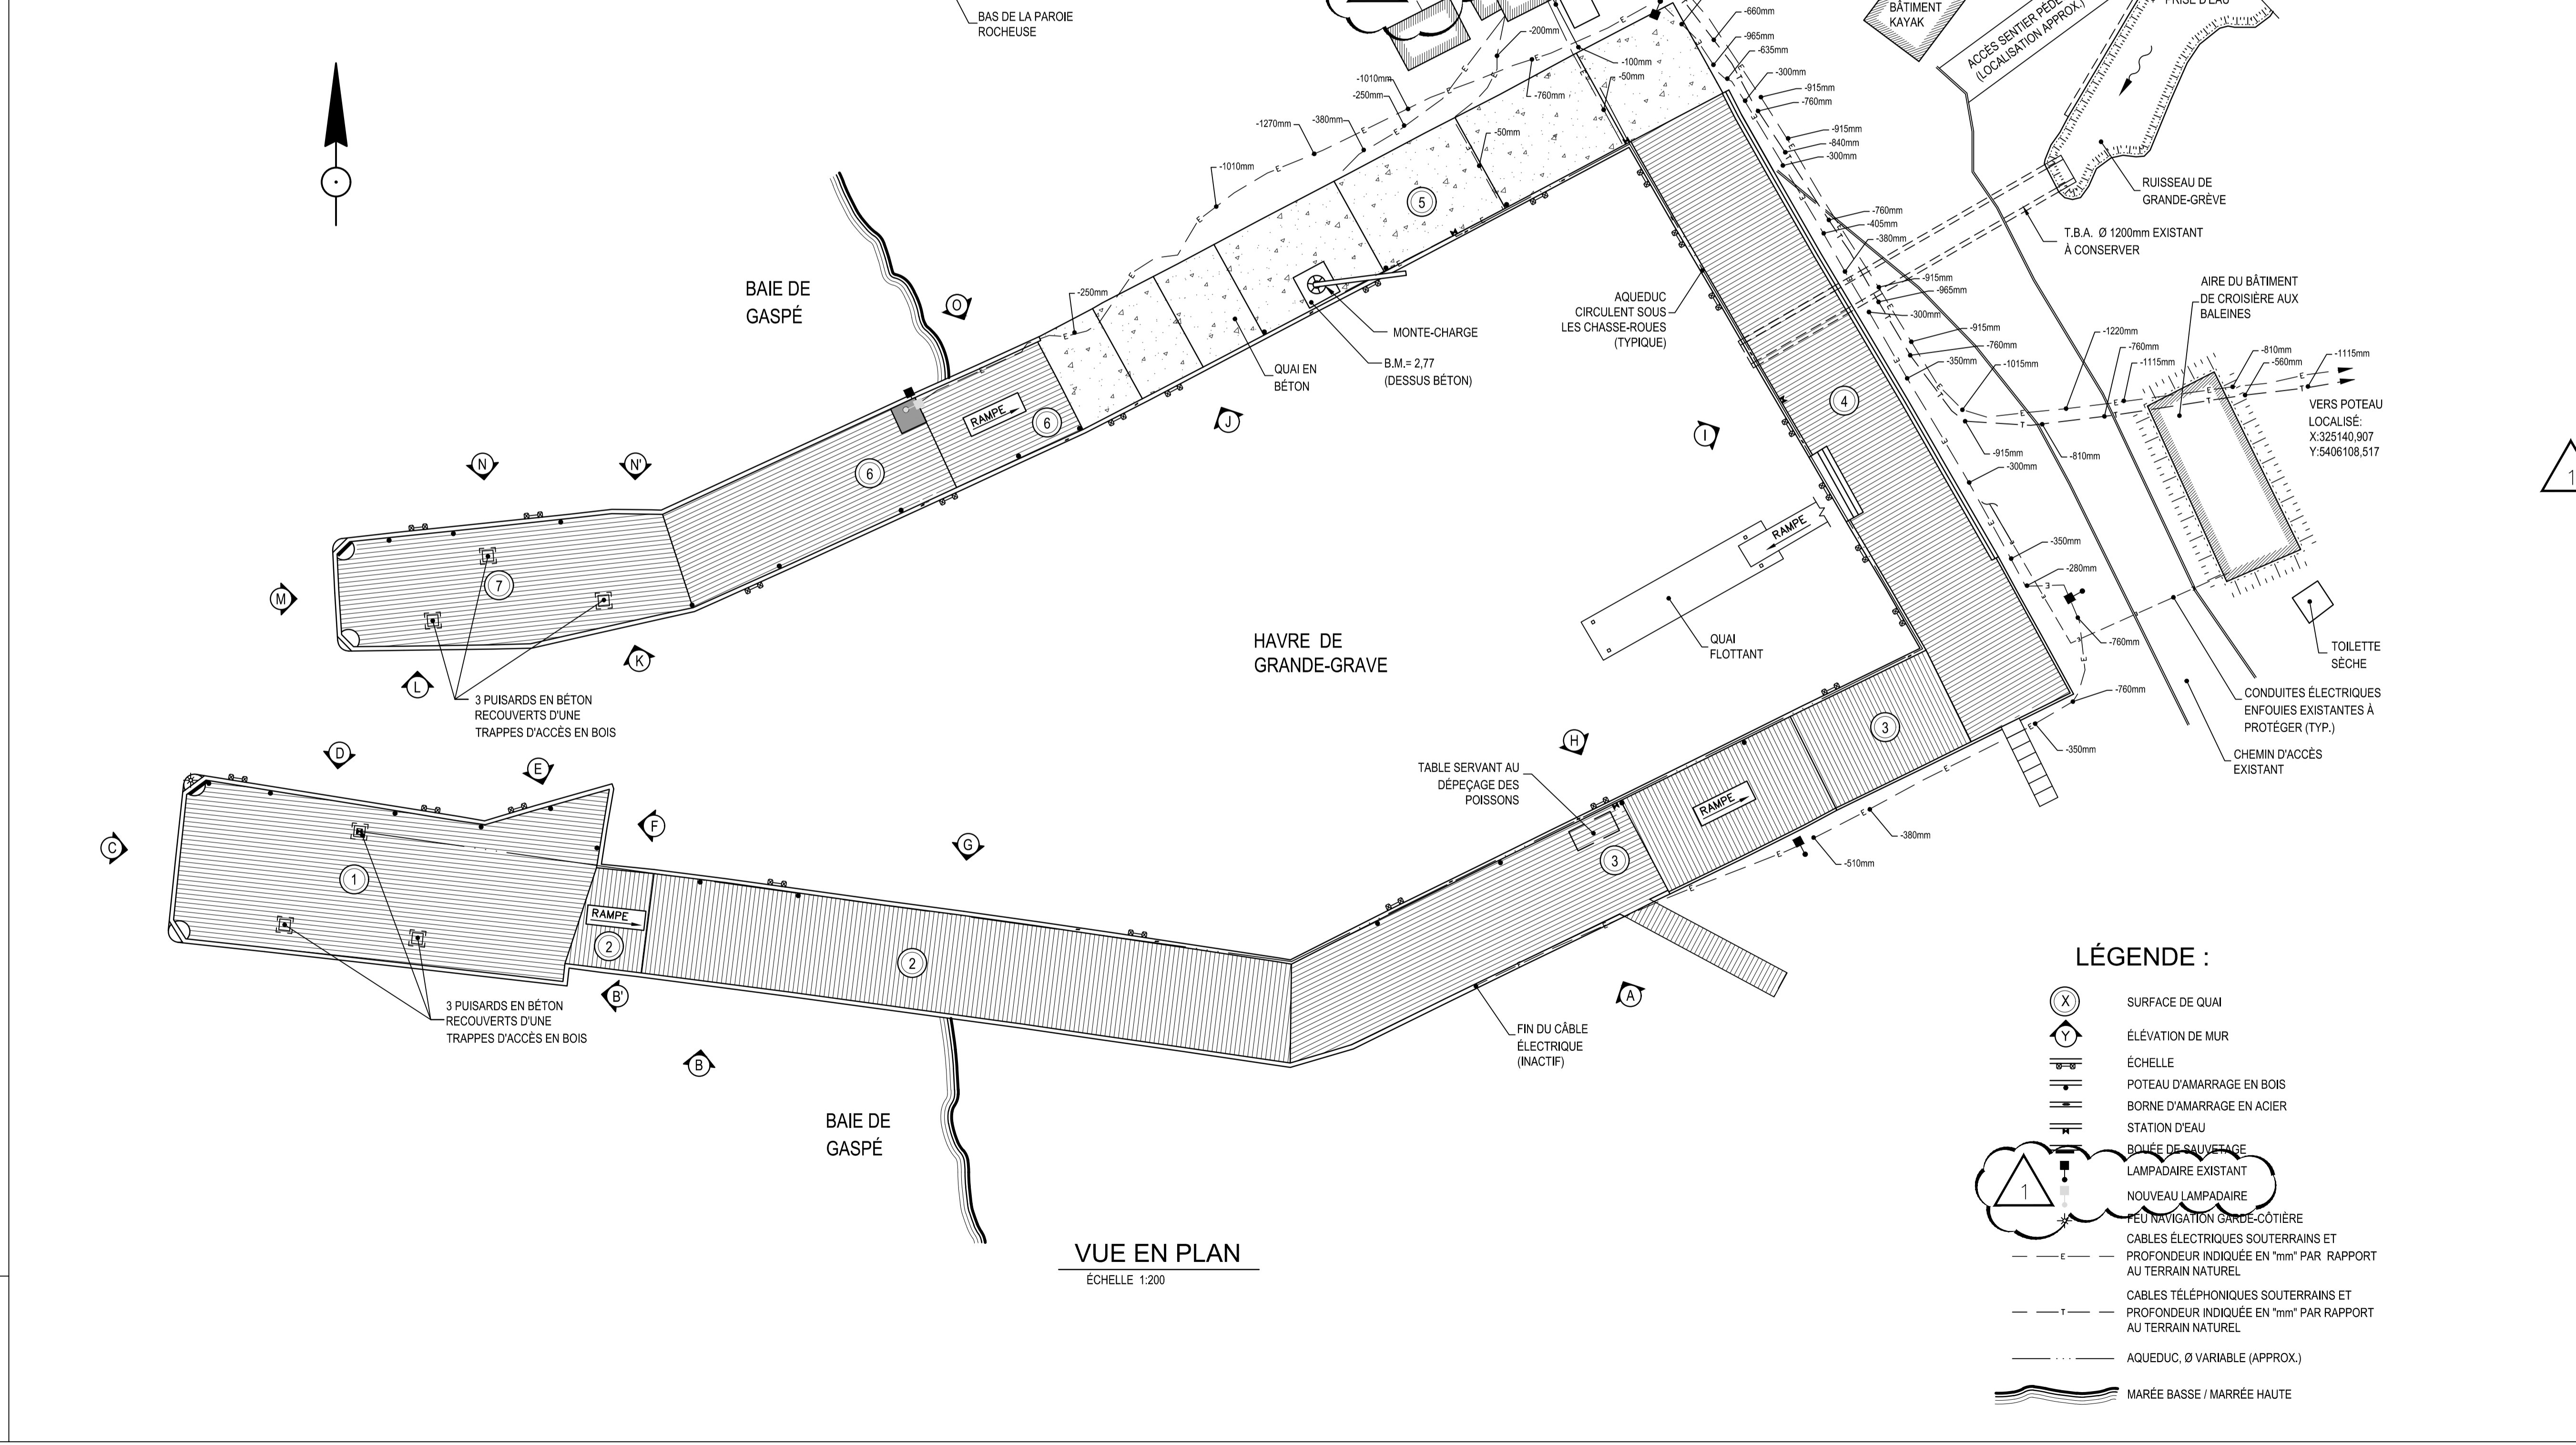 BAS DE LA PAROIE
ROCHEUSE
BÂTIMENT
KAYAK
(LOCALISATION APPROX.)
-660mm
-965mm
-635mm
-300mm
-915mm
-760mm
-915mm
-840mm
-300mm
-200mm
-100mm
-50mm
-760mm
-1010mm
-250mm
-1270mm
-380mm
-50mm
-1010mm
-250mm
RUISSEAU DE
GRANDE-GRÈVE
T.B.A. Ø 1200mm EXISTANT
À CONSERVER
-760mm
-405mm
-380mm
-915mm
-965mm
-300mm
-915mm
-760mm
-350mm
-1015mm
-1220mm
-760mm
-1115mm
-810mm
-560mm
-1115mm
-915mm
-300mm
-810mm
AIRE DU BÂTIMENT
DE CROISIÈRE AUX
BALEINES
VERS POTEAU
LOCALISÉ:
X:325140,907
Y:5406108,517
1
BAIE DE
GASPÉ
O
5
MONTE-CHARGE
B.M.= 2,77
(DESSUS BÉTON)
QUAI EN
BÉTON
AQUEDUC
CIRCULENT SOUS
LES CHASSE-ROUES
(TYPIQUE)
J
I
4
RAMPE
6
6
N
N'
M
7
L
K
3 PUISARDS EN BÉTON
RECOUVERTS D'UNE
TRAPPES D'ACCÈS EN BOIS
RAMPE
QUAI
FLOTTANT
HAVRE DE
GRANDE-GRAVE
-350mm
-280mm
-760mm
-760mm
-350mm
-380mm
-510mm
TOILETTE
SÈCHE
CONDUITES ÉLECTRIQUES
ENFOUIES EXISTANTES À
PROTÉGER (TYP.)
CHEMIN D'ACCÈS
EXISTANT
H
3
TABLE SERVANT AU
DÉPEÇAGE DES
POISSONS
RAMPE
3
D
E
F
C
G
1
RAMPE
2
2
B'
B
A
3 PUISARDS EN BÉTON
RECOUVERTS D'UNE
TRAPPES D'ACCÈS EN BOIS
FIN DU CÂBLE
ÉLECTRIQUE
(INACTIF)
BAIE DE
GASPÉ
VUE EN PLAN
ÉCHELLE 1:200
LÉGENDE :
X SURFACE DE QUAI
Y ÉLÉVATION DE MUR
ÉCHELLE
POTEAU D'AMARRAGE EN BOIS
BORNE D'AMARRAGE EN ACIER
STATION D'EAU
BOUÉE DE SAUVETAGE
LAMPADAIRE EXISTANT
1
NOUVEAU LAMPADAIRE
FEU NAVIGATION GARDE-CÔTIÈRE
CABLES ÉLECTRIQUES SOUTERRAINS ET
E PROFONDEUR INDIQUÉE EN "mm" PAR RAPPORT
AU TERRAIN NATUREL
CABLES TÉLÉPHONIQUES SOUTERRAINS ET
T PROFONDEUR INDIQUÉE EN "mm" PAR RAPPORT
AU TERRAIN NATUREL
AQUEDUC, Ø VARIABLE (APPROX.)
MARÉE BASSE / MARRÉE HAUTE